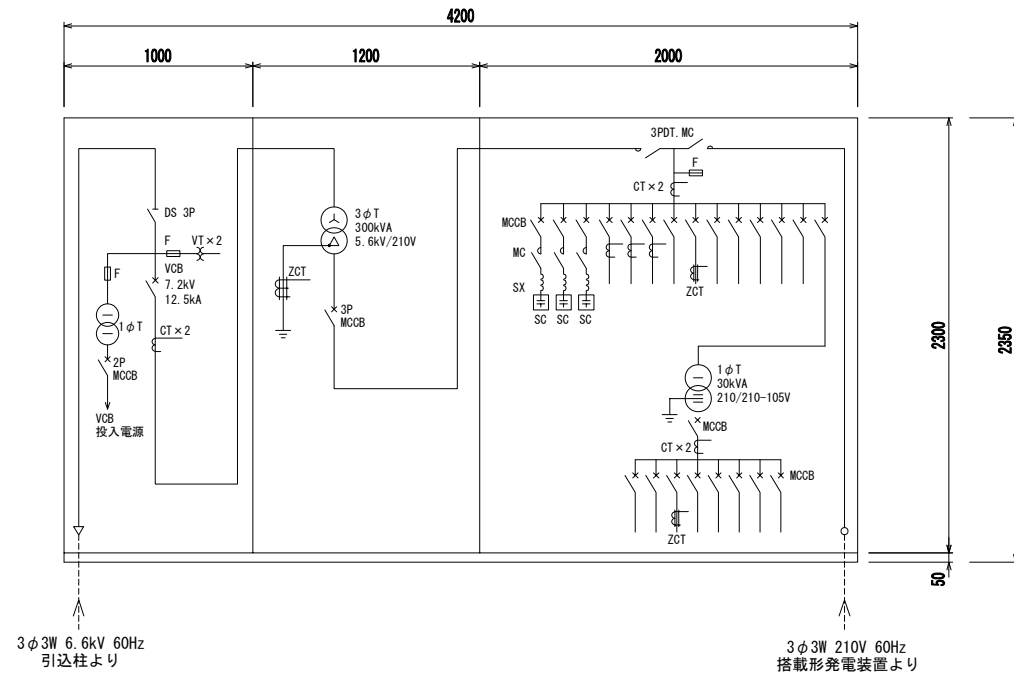 4200
1000
1200
2000
3PDT. MC
F
CT×2
DS 3P
F
VT×2
F
VCB
7.2kV
12.5kA
1φT
CT×2
2P
MCCB
VCB
投入電源
3φT
300kVA
5.6kV/210V
ZCT
3P
MCCB
MCCB
MC
SX
SC
SC
SC
ZCT
1φT
30kVA
210/210-105V
MCCB
CT×2
MCCB
ZCT
2300
2350
50
3φ3W 6.6kV 60Hz
引込柱より
3φ3W 210V 60Hz
搭載形発電装置より